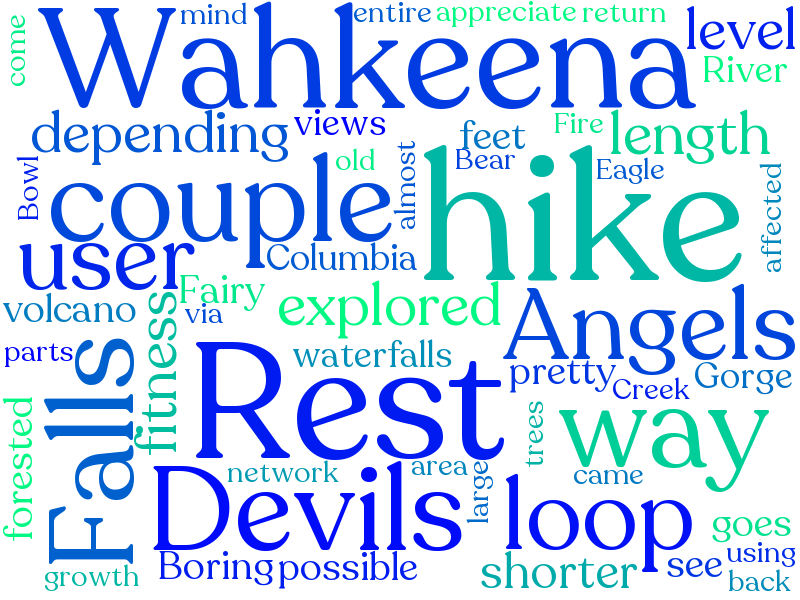 come
Wahkeena
mind
entire
appreciate
return
level
River
depending
views
feet
Fire
length
Bowl
old
almost
Bear
Eagle
affected
couple
hike
user
Columbia
volcano
Fairy
via
explored
Angels
parts
fitness
waterfalls
pretty
Creek
Gorge
Falls
Rest
forested
trees
way
network
area
large
came
Devils
loop
goes
growth
Boring
possible
shorter
see
using
back